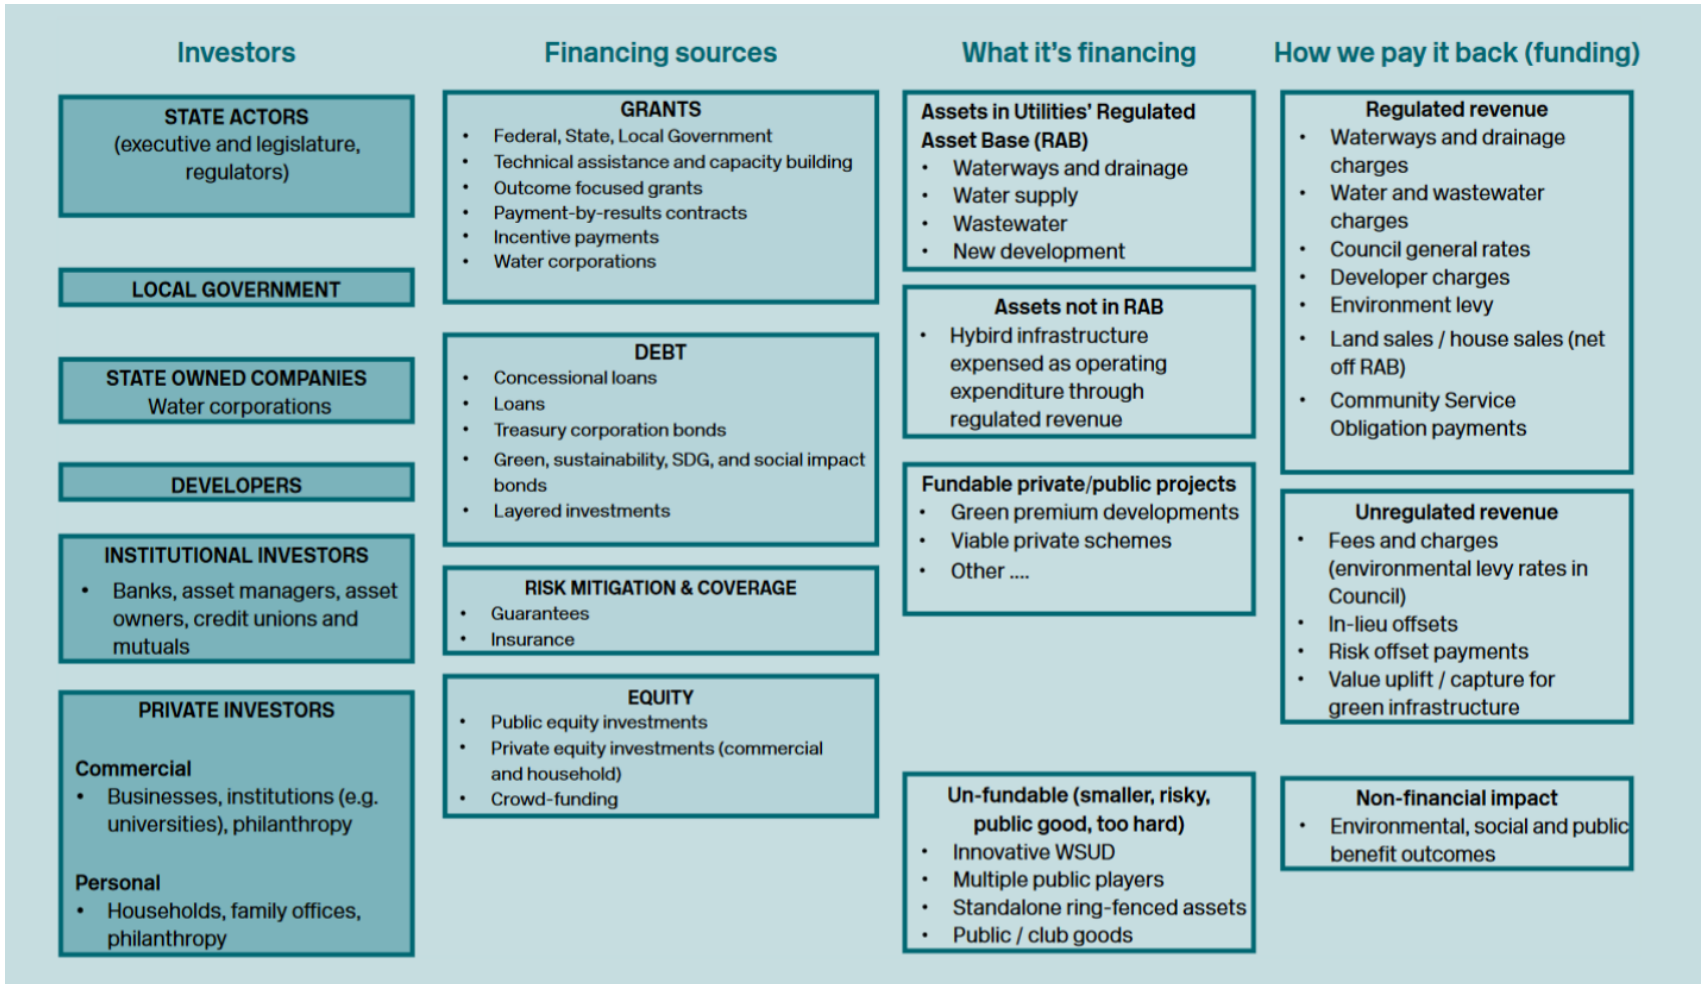 Investors
STATE ACTORS
(executive and legislature,
regulators)
LOCAL GOVERNMENT
STATE OWNED COMPANIES
Water corporations
DEVELOPERS
INSTITUTIONAL INVESTORS
• Banks, asset managers, asset
owners, credit unions and
mutuals
PRIVATE INVESTORS
Commercial
• Businesses, institutions (e.g.
universities), philanthropy
Personal
• Households, family offices,
philanthropy
Financing sources
GRANTS
• Federal, State, Local Government
• Technical assistance and capacity building
• Outcome focused grants
• Payment-by-results contracts
• Incentive payments
• Water corporations
DEBT
• Concessional loans
• Loans
• Treasury corporation bonds
• Green, sustainability, SDG, and social impact
bonds
• Layered investments
RISK MITIGATION & COVERAGE
• Guarantees
• Insurance
EQUITY
• Public equity investments
• Private equity investments (commercial
and household)
• Crowd-funding
What it's financing
Assets in Utilities' Regulated
Asset Base (RAB)
• Waterways and drainage
• Water supply
• Wastewater
• New development
Assets not in RAB
• Hybird infrastructure
expensed as operating
expenditure through
regulated revenue
Fundable private/public projects
• Green premium developments
• Viable private schemes
• Other ....
Un-fundable (smaller, risky,
public good, too hard)
• Innovative WSUD
• Multiple public players
• Standalone ring-fenced assets
• Public / club goods
How we pay it back (funding)
Regulated revenue
• Waterways and drainage
charges
• Water and wastewater
charges
• Council general rates
• Developer charges
• Environment levy
• Land sales / house sales (net
off RAB)
• Community Service
Obligation payments
Unregulated revenue
• Fees and charges
(environmental levy rates in
Council)
• In-lieu offsets
• Risk offset payments
• Value uplift / capture for
green infrastructure
Non-financial impact
• Environmental, social and public
benefit outcomes